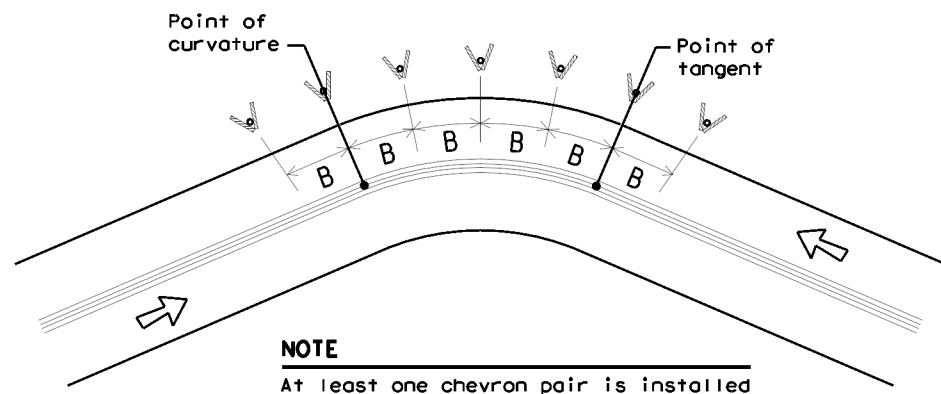 Point of
curvature
Point of
tangent
B B B B B B
NOTE
At least one chevron pair is installed